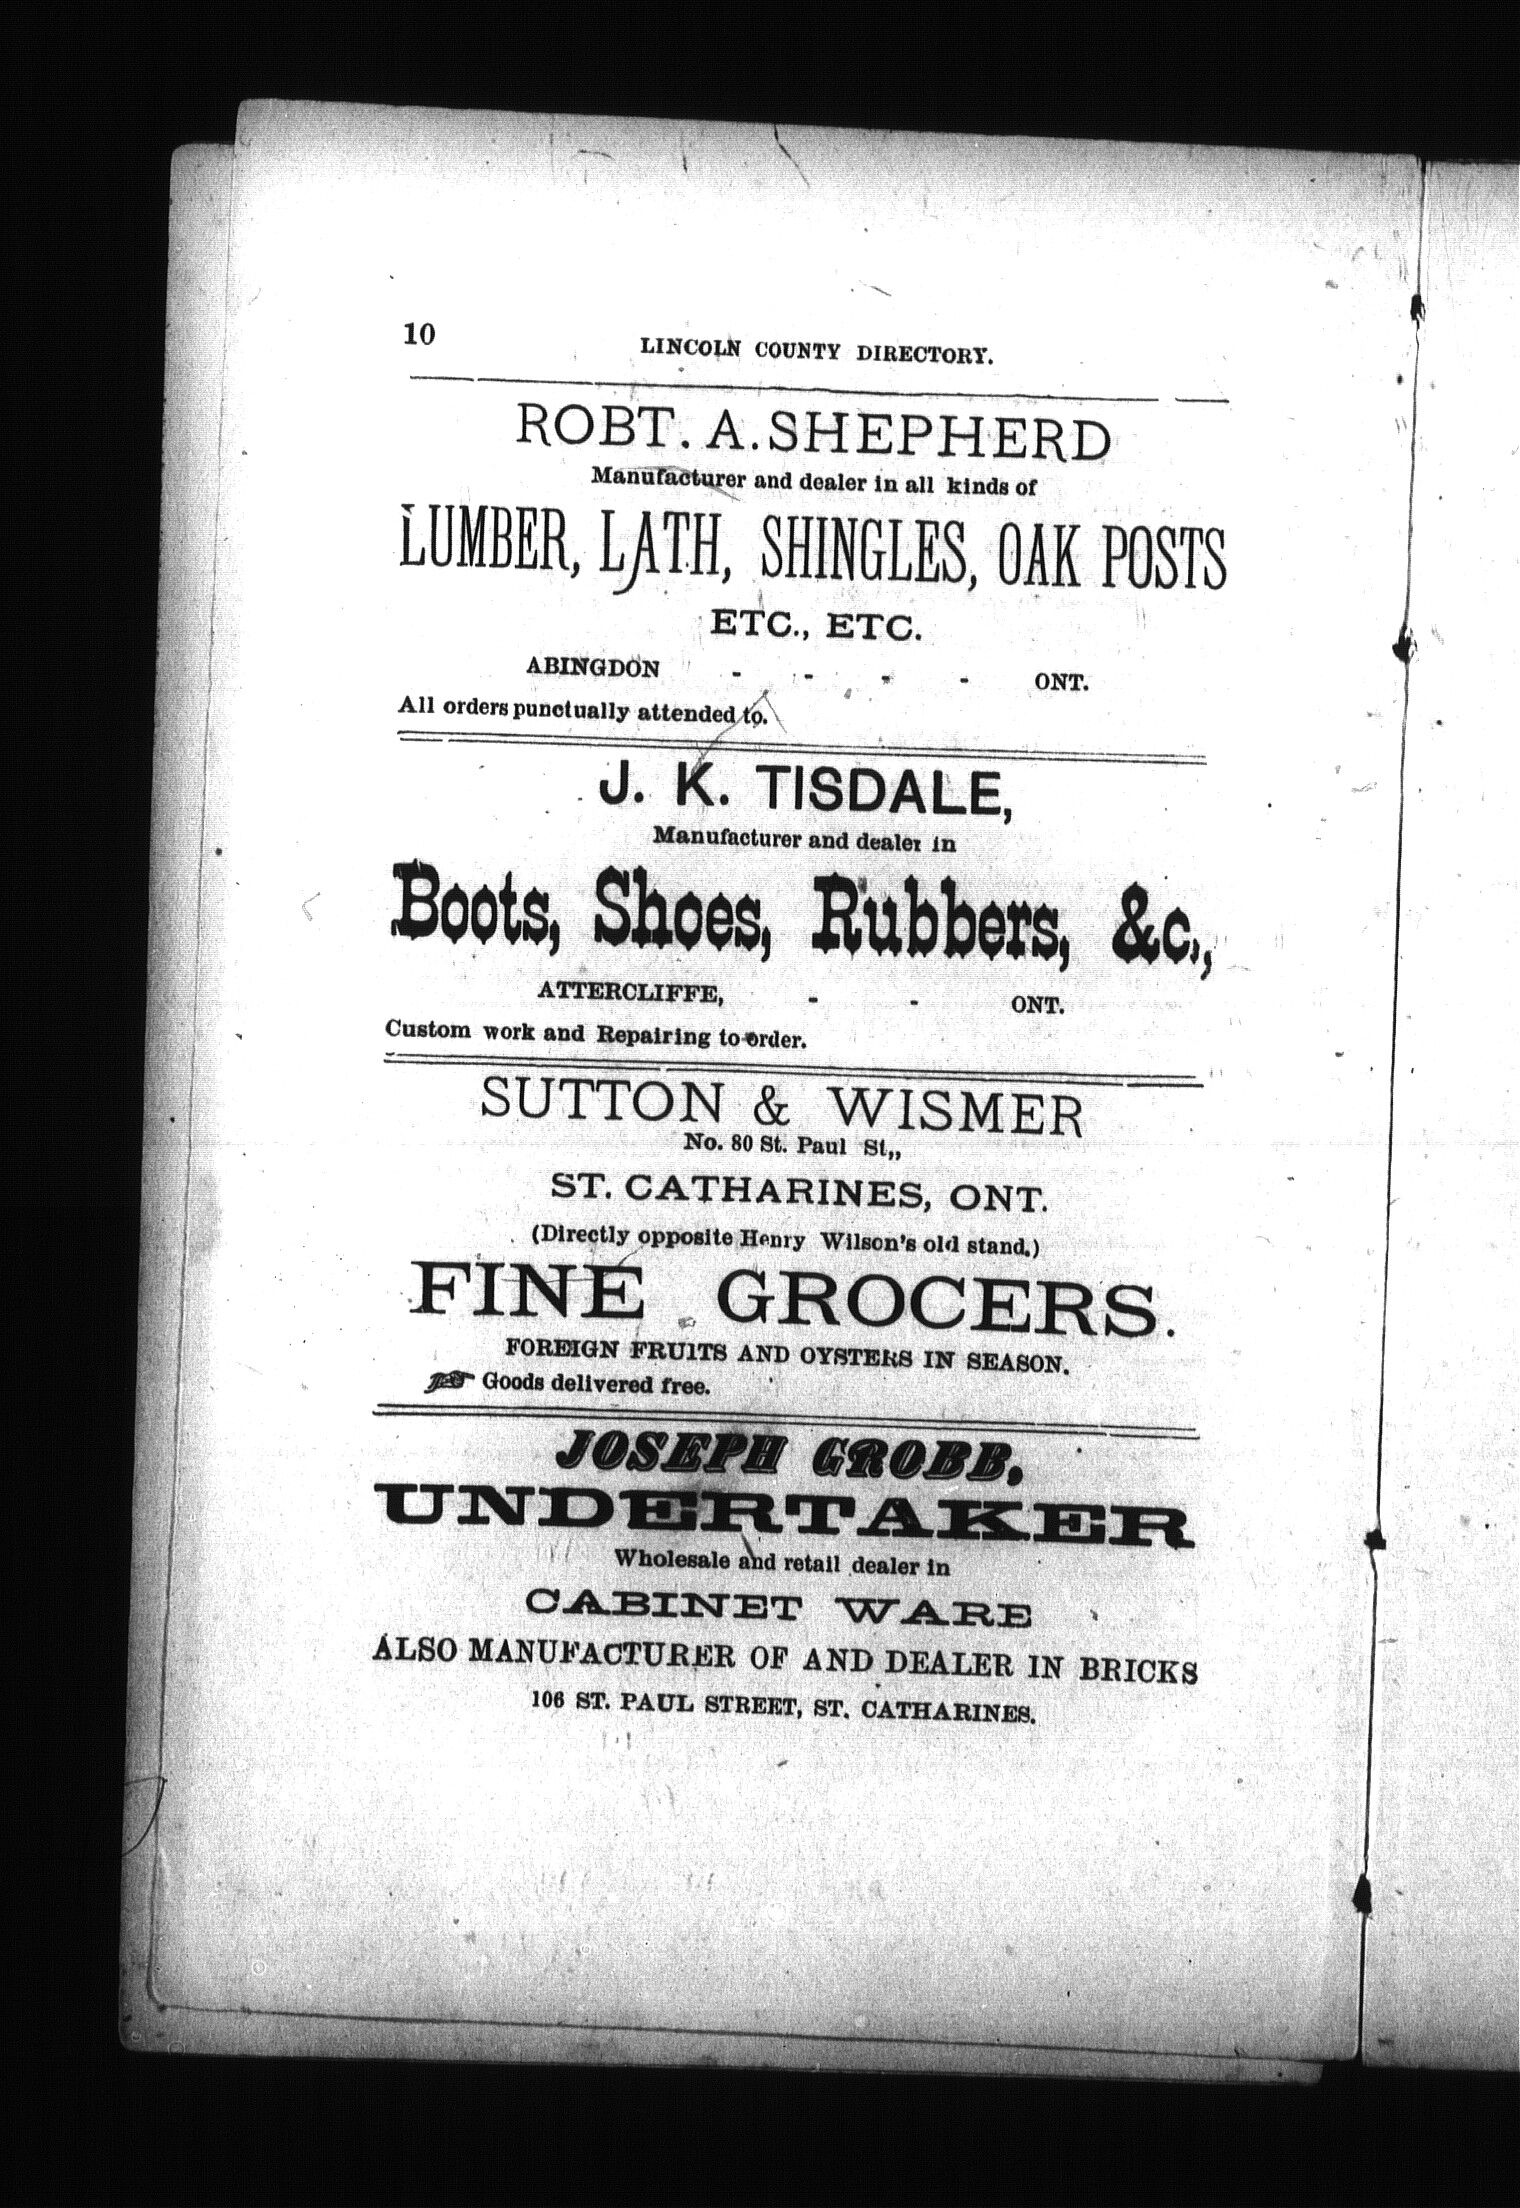 10
LINCOLN COUNTY DIRECTORY.
ROBT. A. SHEPHERD
Manufacturer and dealer in all kinds of
LUMBER, LATH, SHINGLES, OAK POSTS
ETC., ETC.
ABINGDON - - - - ONT.
All orders punctually attended to.
J. K. TISDALE,
Manufacturer and dealer in
Boots, Shoes, Rubbers, &c.,
ATTERCLIFFE, - - ONT.
Custom work and Repairing to order.
SUTTON & WISMER
No. 80 St. Paul St,,
ST. CATHARINES, ONT.
(Directly opposite Henry Wilson's old stand.)
FINE GROCERS.
FOREIGN FRUITS AND OYSTERS IN SEASON.
☞ Goods delivered free.
JOSEPH GROBB,
UNDERTAKER
Wholesale and retail dealer in
CABINET WARE
ALSO MANUFACTURER OF AND DEALER IN BRICKS
106 ST. PAUL STREET, ST. CATHARINES.